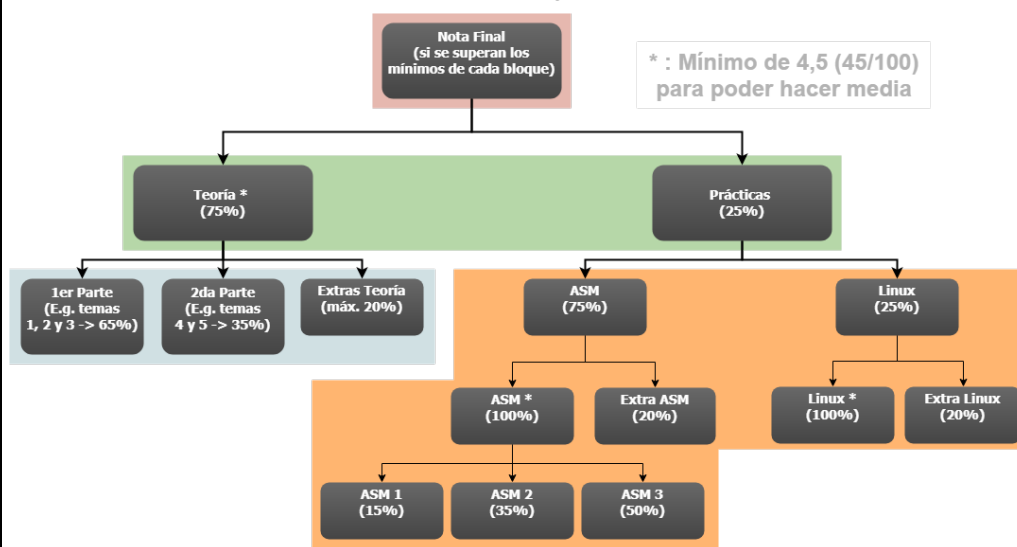 Nota Final
(si se superan los
mínimos de cada bloque)
* : Mínimo de 4,5 (45/100)
para poder hacer media
Teoría *
(75%)
Prácticas
(25%)
1er Parte
(E.g. temas
1, 2 y 3 -> 65%)
2da Parte
(E.g. temas
4 y 5 -> 35%)
Extras Teoría
(máx. 20%)
ASM
(75%)
Linux
(25%)
ASM *
(100%)
Extra ASM
(20%)
Linux *
(100%)
Extra Linux
(20%)
ASM 1
(15%)
ASM 2
(35%)
ASM 3
(50%)